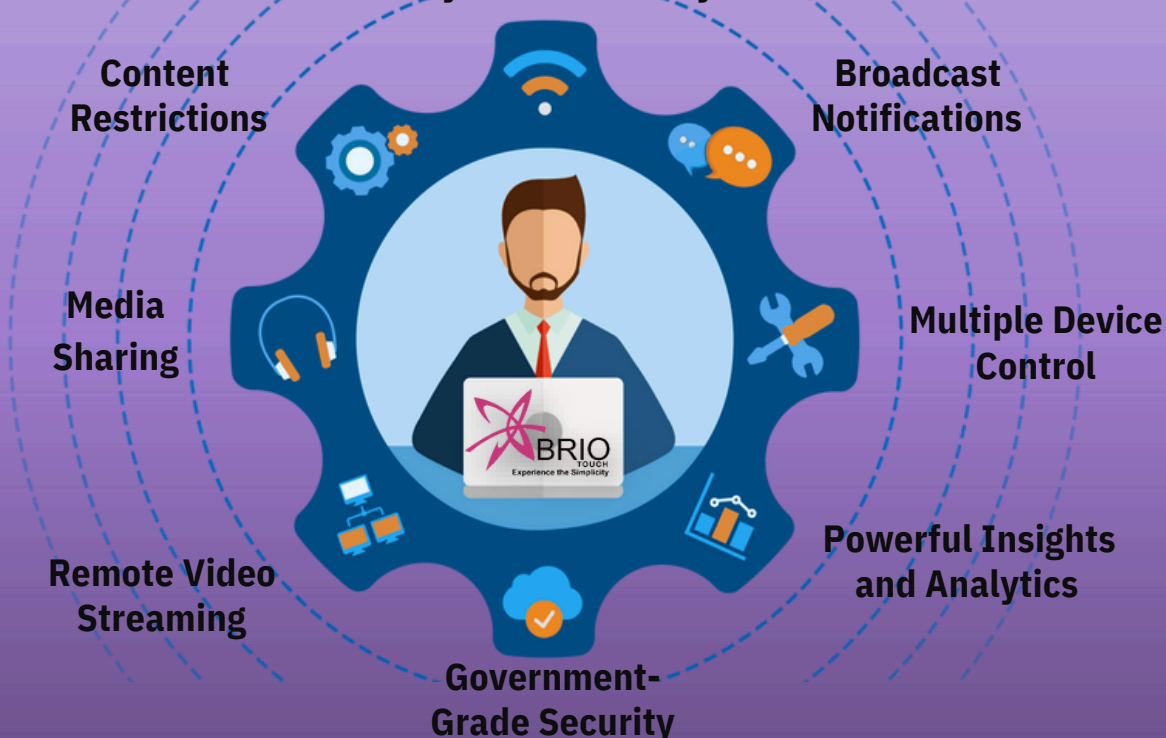 Content
Restrictions
Broadcast
Notifications
Media
Sharing
Multiple Device
Control
BRIO
TOUCH
Experience the Simplicity
Powerful Insights
and Analytics
Remote Video
Streaming
Government-
Grade Security